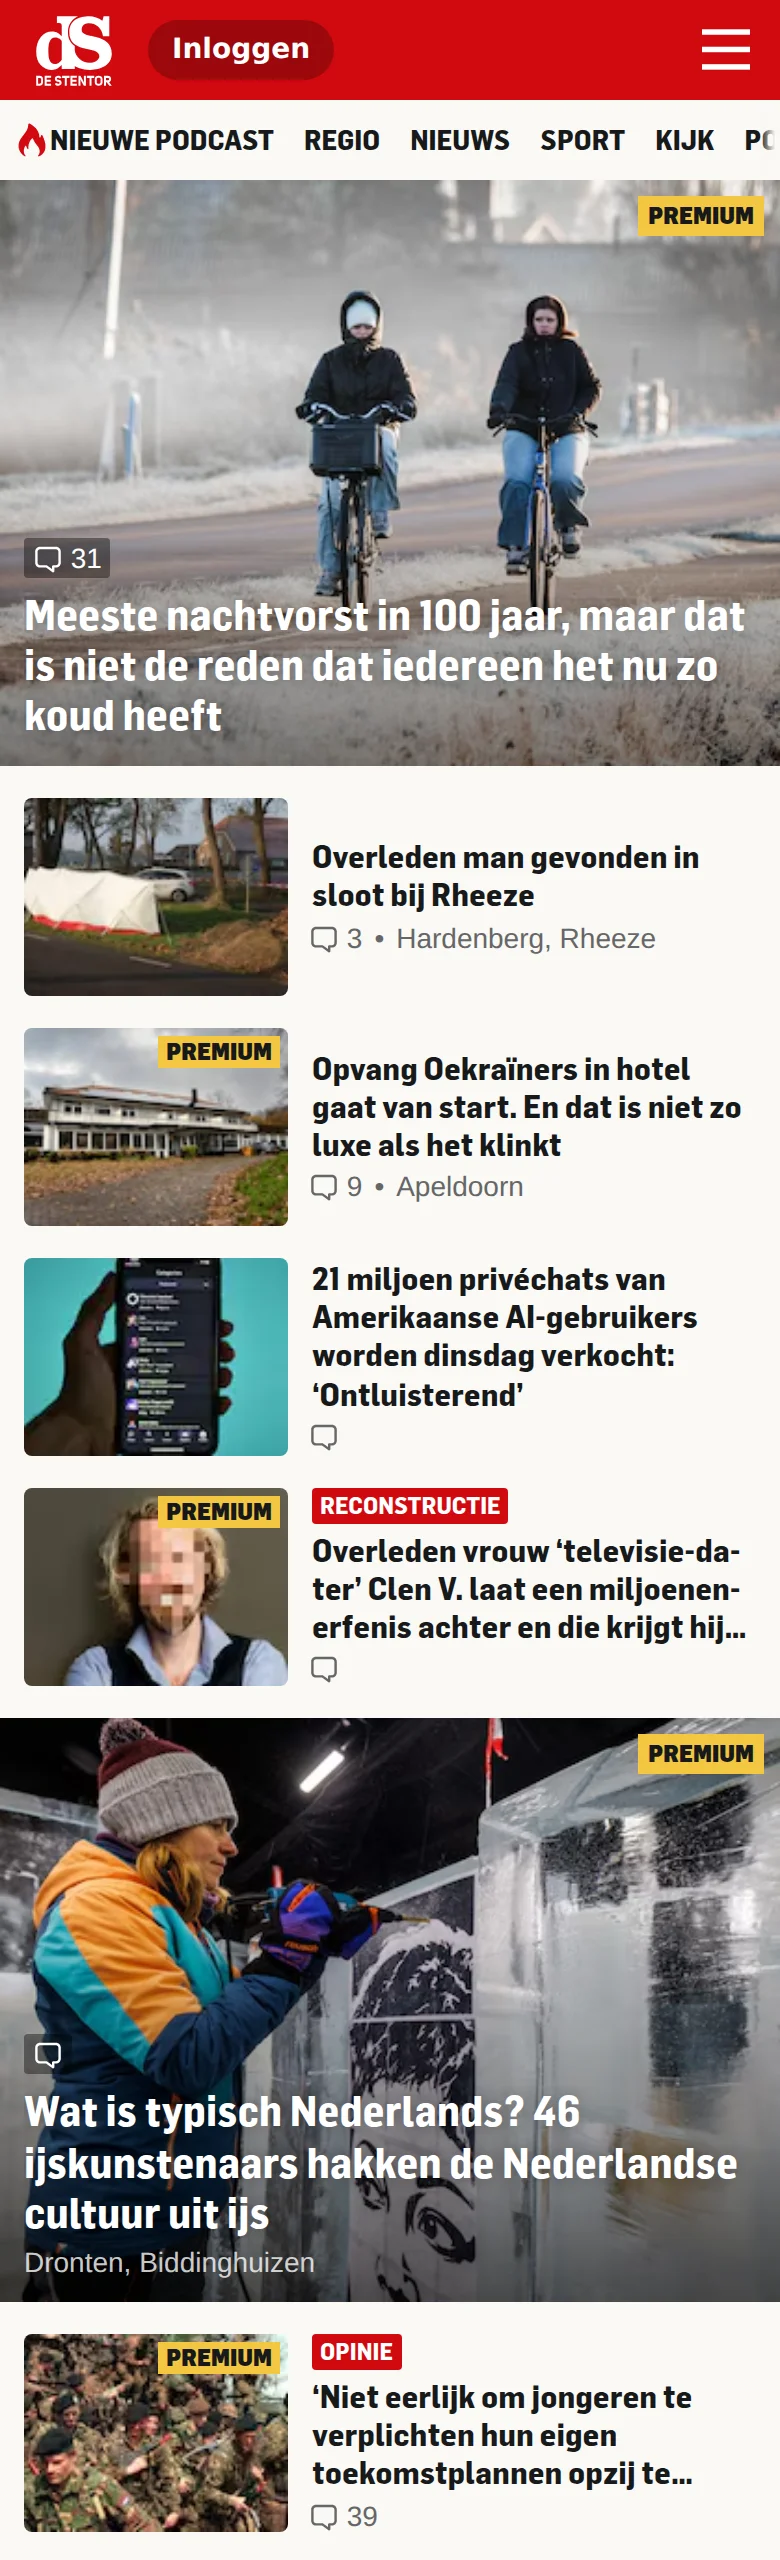 dS
DE STENTOR
Inloggen
NIEUWE PODCAST REGIO NIEUWS SPORT KIJK
PREMIUM
31
Meeste nachtvorst in 100 jaar, maar dat
is niet de reden dat iedereen het nu zo
koud heeft
Overleden man gevonden in
sloot bij Rheeze
3 • Hardenberg, Rheeze
PREMIUM
Opvang Oekraïners in hotel
gaat van start. En dat is niet zo
luxe als het klinkt
9 • Apeldoorn
21 miljoen privéchats van
Amerikaanse AI-gebruikers
worden dinsdag verkocht:
‘Ontluisterend’
PREMIUM
RECONSTRUCTIE
Overleden vrouw ‘televisie-da-
ter’ Clen V. laat een miljoenen-
erfenis achter en die krijgt hij...
PREMIUM
Wat is typisch Nederlands? 46
ijskunstenaars hakken de Nederlandse
cultuur uit ijs
Dronten, Biddinghuizen
PREMIUM
OPINIE
‘Niet eerlijk om jongeren te
verplichten hun eigen
toekomstplannen opzij te...
39